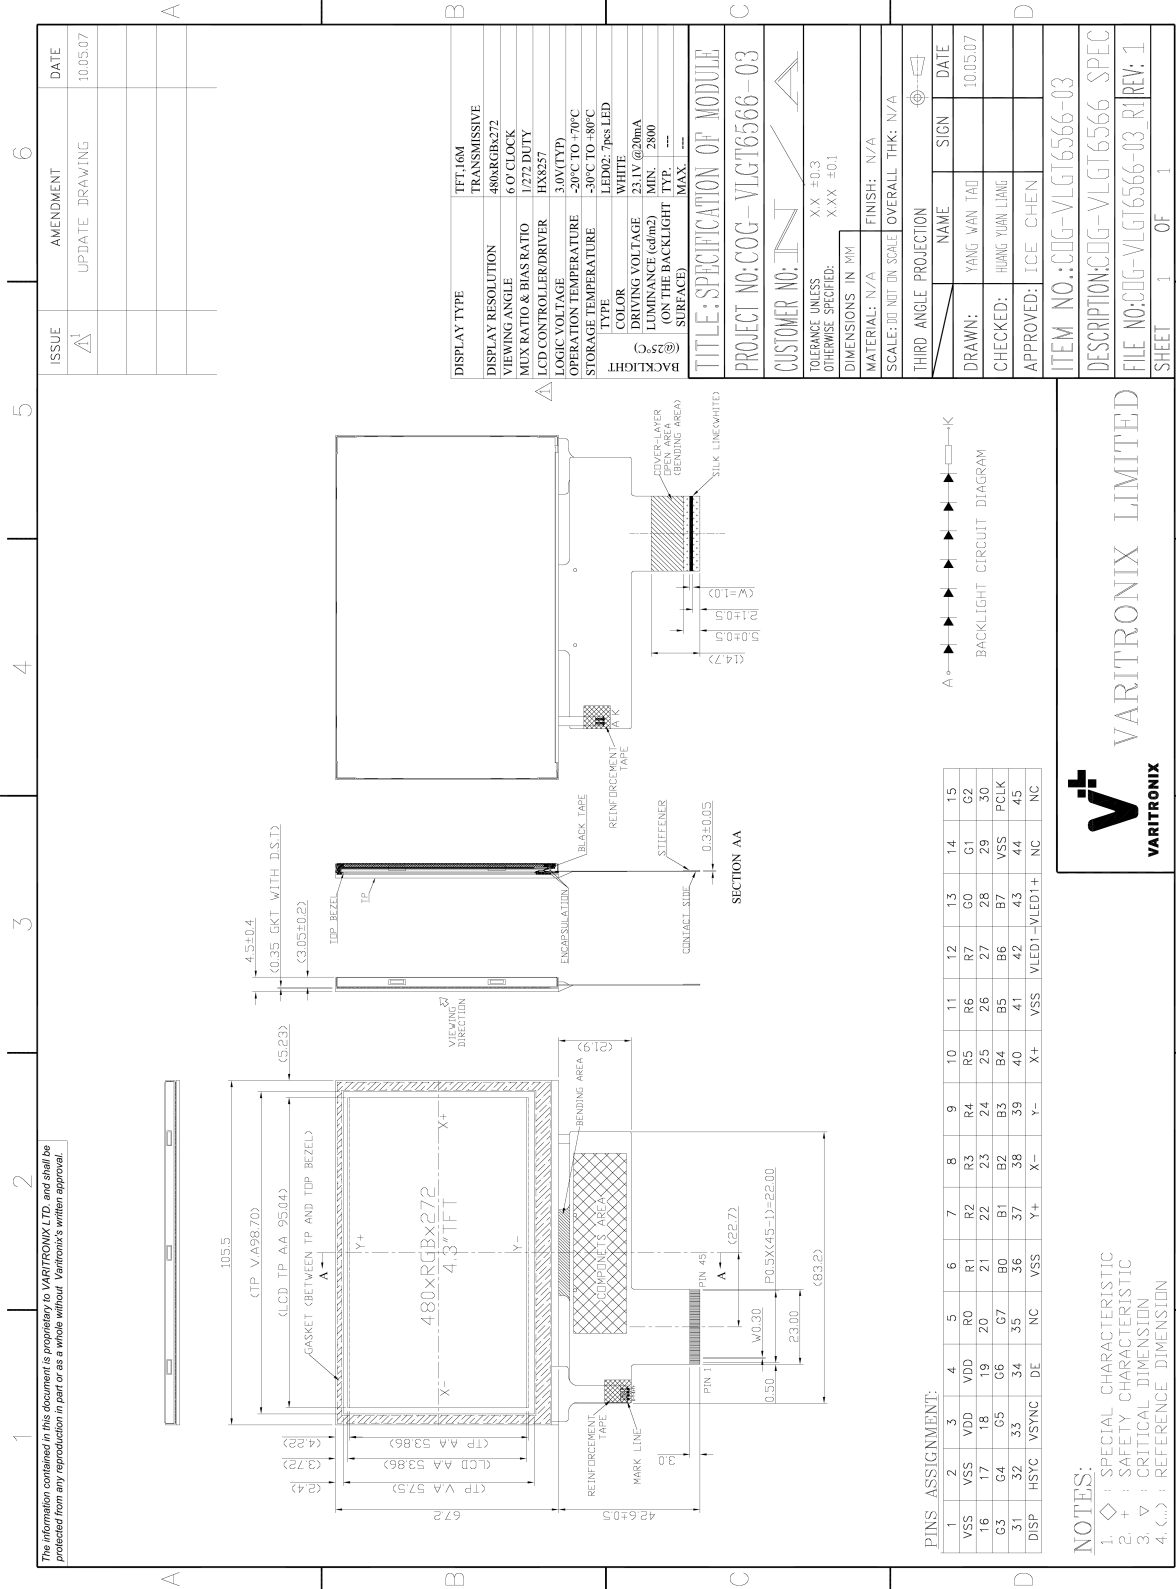 The information contained in this document is proprietary to VARITRONIX LTD. and shall be
protected from any reproduction in part or as a whole without Varitronix's written approval.
1 2 3 4 5 6
A
B
C
D
A
B
C
D
ISSUE AMENDMENT DATE
1 UPDATE DRAWING 10.05.07
105.5
(TP V.A98.70)
(LCD TP A.A 95.04)
(5.23)
GASKET (BETWEEN TP AND TOP BEZEL)
Y+
X- X+
Y-
480xRGBx272
4.3"TFT
A
A
(4.22)
(3.72)
(2.4)
(TP A.A 53.86)
(LCD A.A 53.86)
(TP V.A 57.5)
67.2
42.6±0.5
(21.9)
BENDING AREA
COMPONETS AREA
REINFORCEMENT
TAPE
MARK LINE
3.0
PIN 1
PIN 45
(22.7)
W0.30
0.50
P0.5X(45-1)=22.00
23.00
(83.2)
4.5±0.4
(0.35 GKT WITH D.S.T)
(3.05±0.2)
VIEWING
DIRECTION
TOP BEZEL
TP
BLACK TAPE
ENCAPSULATION
STIFFENER
CONTACT SIDE
0.3±0.05
SECTION AA
REINFORCEMENT
TAPE
A K
COVER-LAYER
OPEN AREA
(BENDING AREA)
SILK LINE(WHITE)
(W=1.0)
2.1±0.5
5.0±0.5
(14.7)
1
DISPLAY TYPE TFT,16M
TRANSMISSIVE
DISPLAY RESOLUTION 480xRGBx272
VIEWING ANGLE 6 O' CLOCK
MUX RATIO & BIAS RATIO 1/272 DUTY
LCD CONTROLLER/DRIVER HX8257
LOGIC VOLTAGE 3.0V(TYP)
OPERATION TEMPERATURE -20°C TO +70°C
STORAGE TEMPERATURE -30°C TO +80°C
BACKLIGHT
(@25°C)
TYPE LED02: 7pcs LED
COLOR WHITE
DRIVING VOLTAGE 23.1V @20mA
LUMINANCE (cd/m2)
(ON THE BACKLIGHT
SURFACE)
MIN. 2800
TYP. ---
MAX. ---
TITLE:SPECIFICATION OF MODULE
PROJECT NO:COG-VLGT6566-03
CUSTOMER NO: N / A
TOLERANCE UNLESS
OTHERWISE SPECIFIED:
X.X ±0.3
X.XX ±0.1
DIMENSIONS IN MM
MATERIAL: N/A FINISH: N/A
SCALE: DO NOT ON SCALE OVERALL THK: N/A
THIRD ANGLE PROJECTION
NAME SIGN DATE
DRAWN: YANG WAN TAO 10.05.07
CHECKED: HUANG YUAN LIANG
APPROVED: ICE CHEN
ITEM NO.:COG-VLGT6566-03
DESCRIPTION:COG-VLGT6566 SPEC
FILE NO:COG-VLGT6566-03_R1 REV: 1
SHEET 1 OF 1
A K
BACKLIGHT CIRCUIT DIAGRAM
VARITRONIX
VARITRONIX LIMITED
PINS ASSIGNMENT:
1 2 3 4 5 6 7 8 9 10 11 12 13 14 15
VSS VSS VDD VDD R0 R1 R2 R3 R4 R5 R6 R7 G0 G1 G2
16 17 18 19 20 21 22 23 24 25 26 27 28 29 30
G3 G4 G5 G6 G7 B0 B1 B2 B3 B4 B5 B6 B7 VSS PCLK
31 32 33 34 35 36 37 38 39 40 41 42 43 44 45
DISP HSYC VSYNC DE NC VSS Y+ X- Y- X+ VSS VLED1- VLED1+ NC NC
NOTES:
1. ◇ : SPECIAL CHARACTERISTIC
2. + : SAFETY CHARACTERISTIC
3. ▽ : CRITICAL DIMENSION
4. (...) : REFERENCE DIMENSION